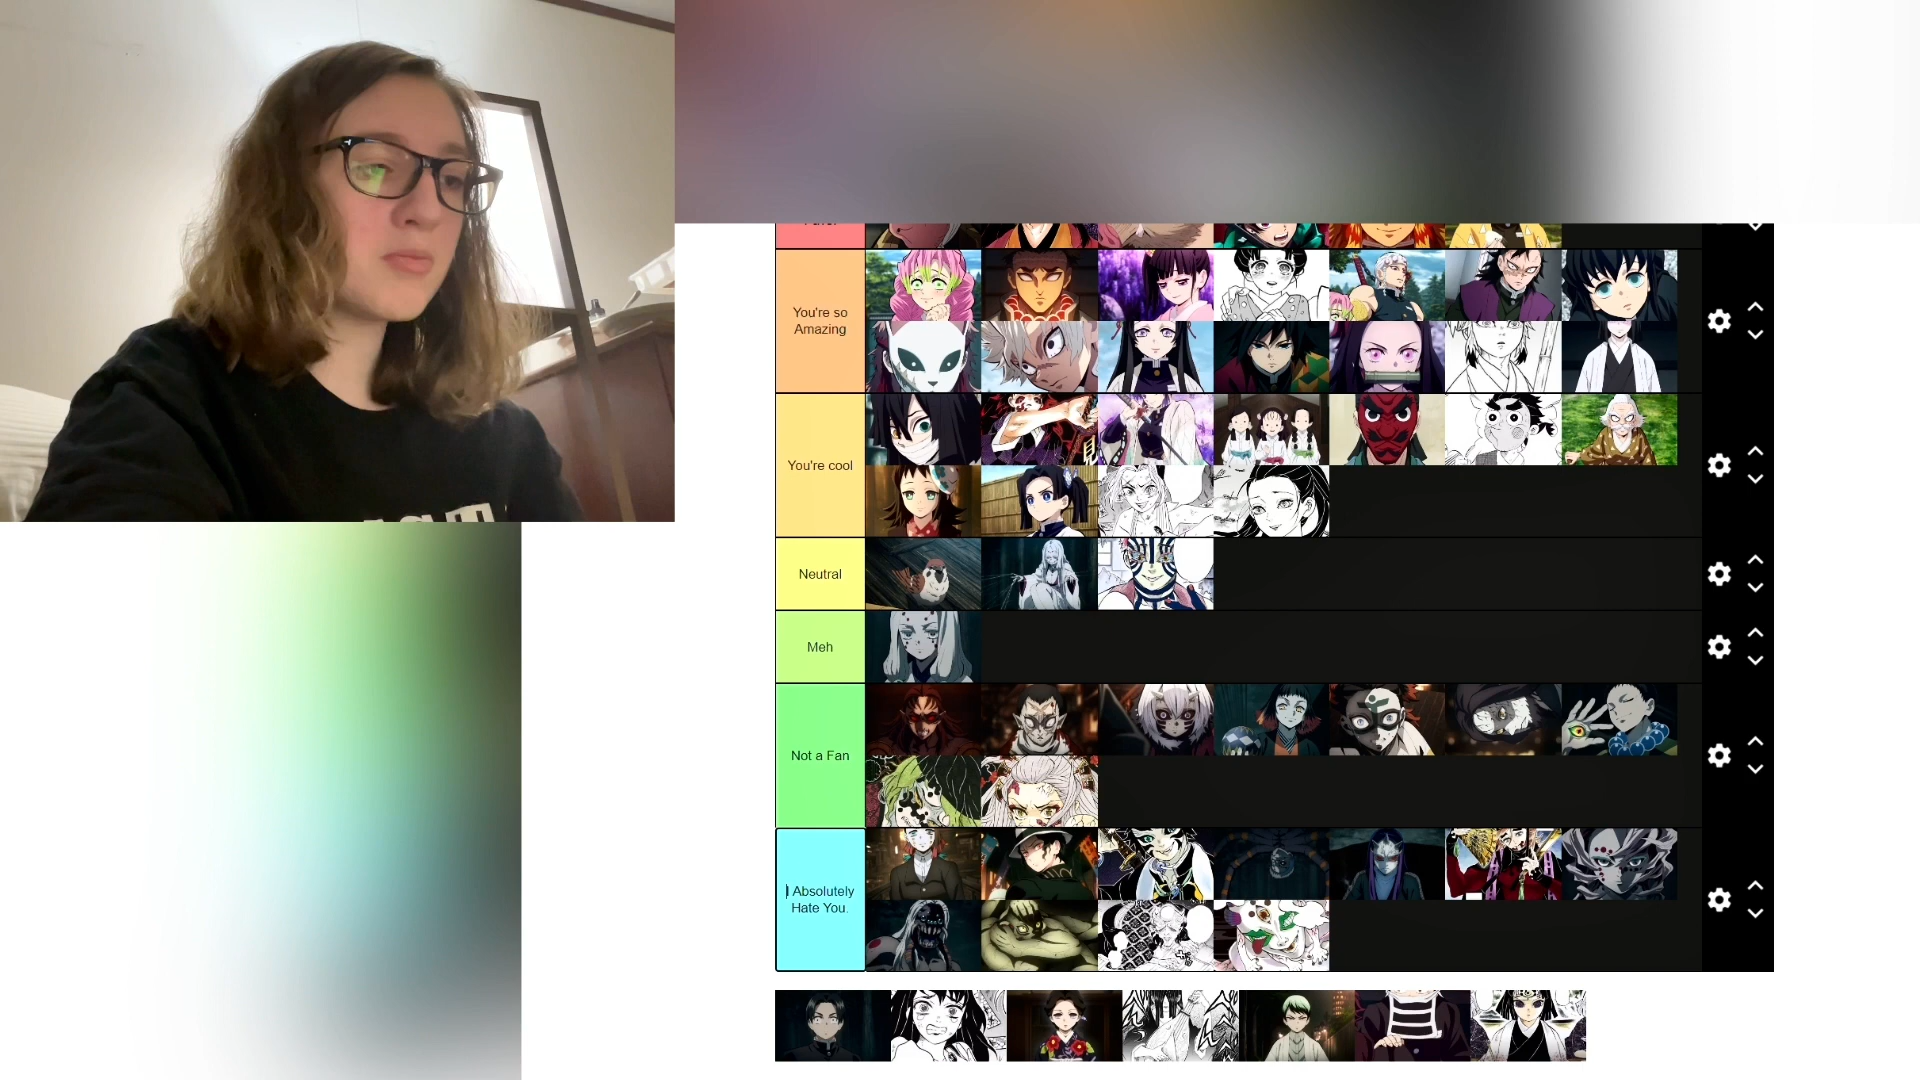 You're so
Amazing
You're cool
Neutral
Meh
Not a Fan
I Absolutely
Hate You.